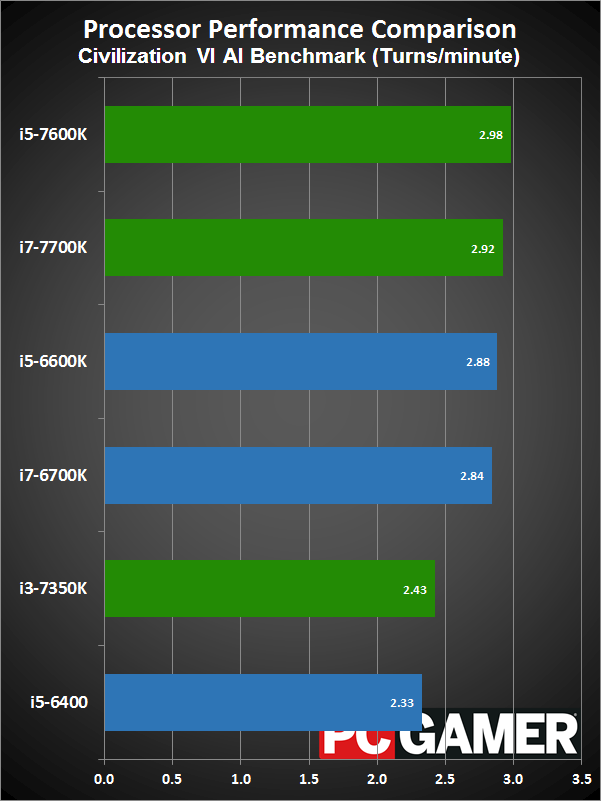 Processor Performance Comparison
Civilization VI AI Benchmark (Turns/minute)
i5-7600K 2.98
i7-7700K 2.92
i5-6600K 2.88
i7-6700K 2.84
i3-7350K 2.43
i5-6400 2.33
PC GAMER
0.0 0.5 1.0 1.5 2.0 2.5 3.0 3.5